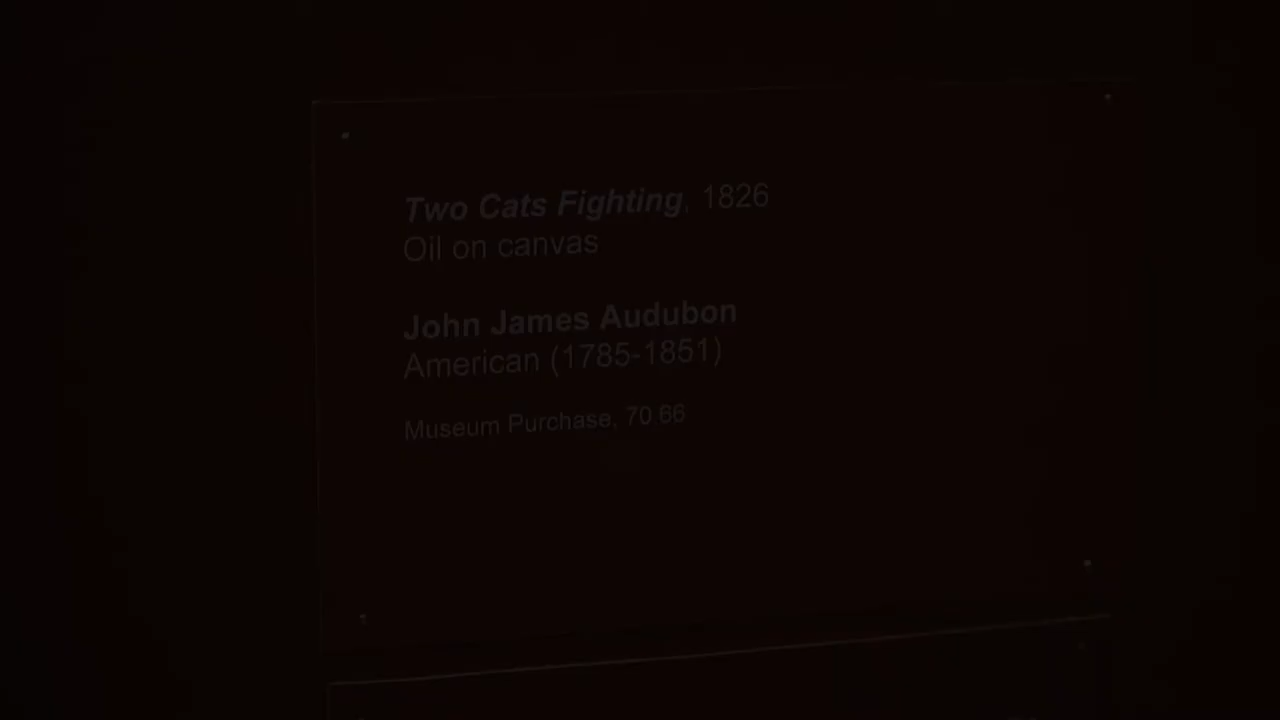 Two Cats Fighting, 1826
Oil on canvas
John James Audubon
American (1785-1851)
Museum Purchase, 70.66